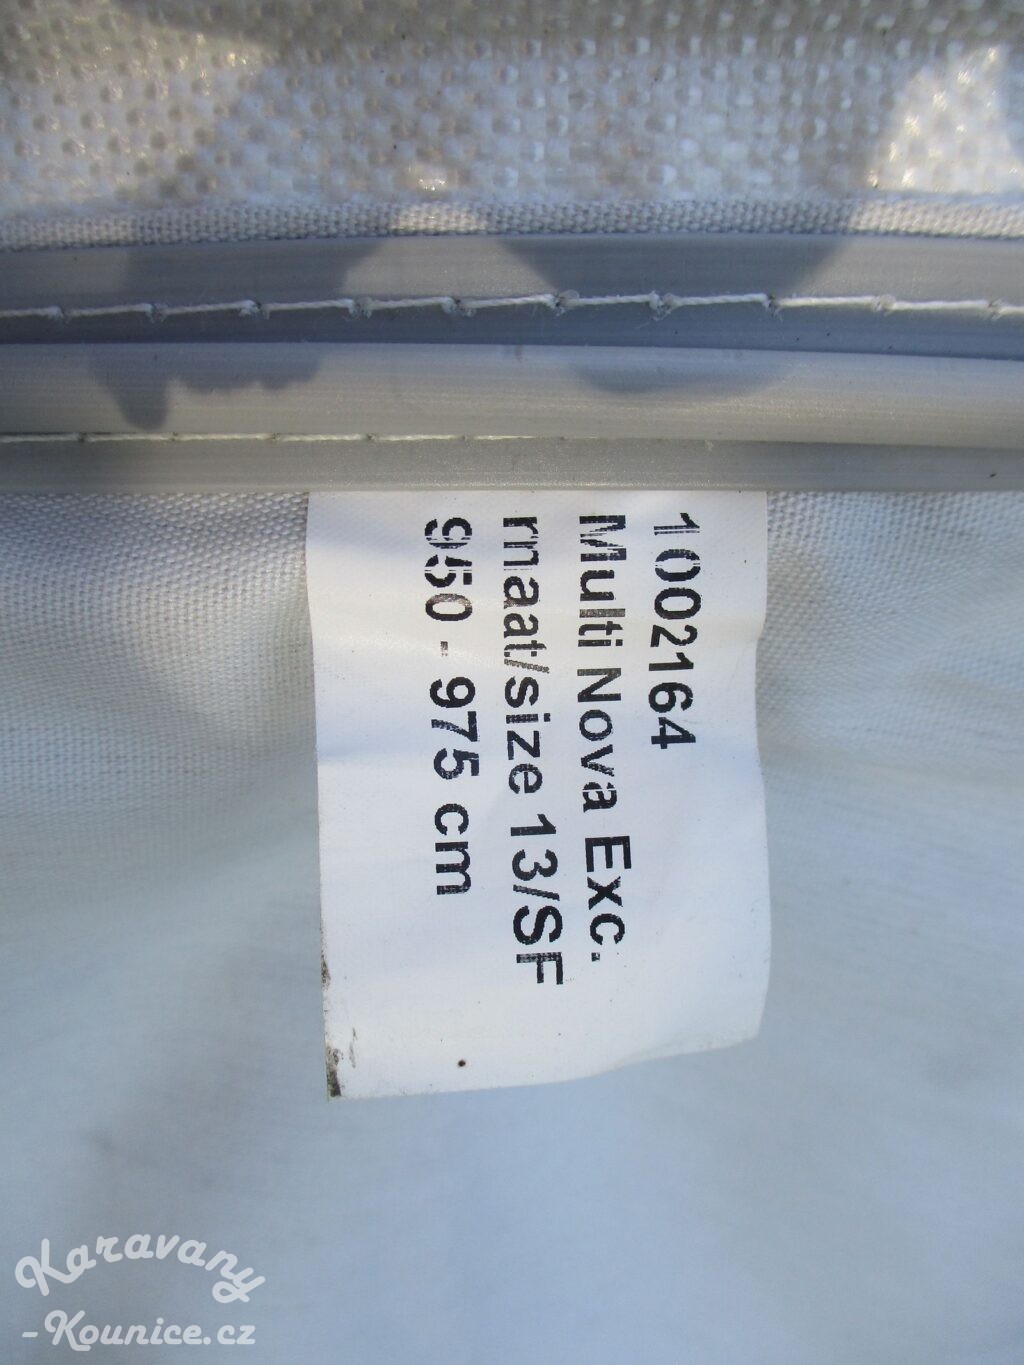 1002164
Multi Nova Exc.
maat/size 13/SF
950 - 975 cm
Karavany
-Kounice.cz